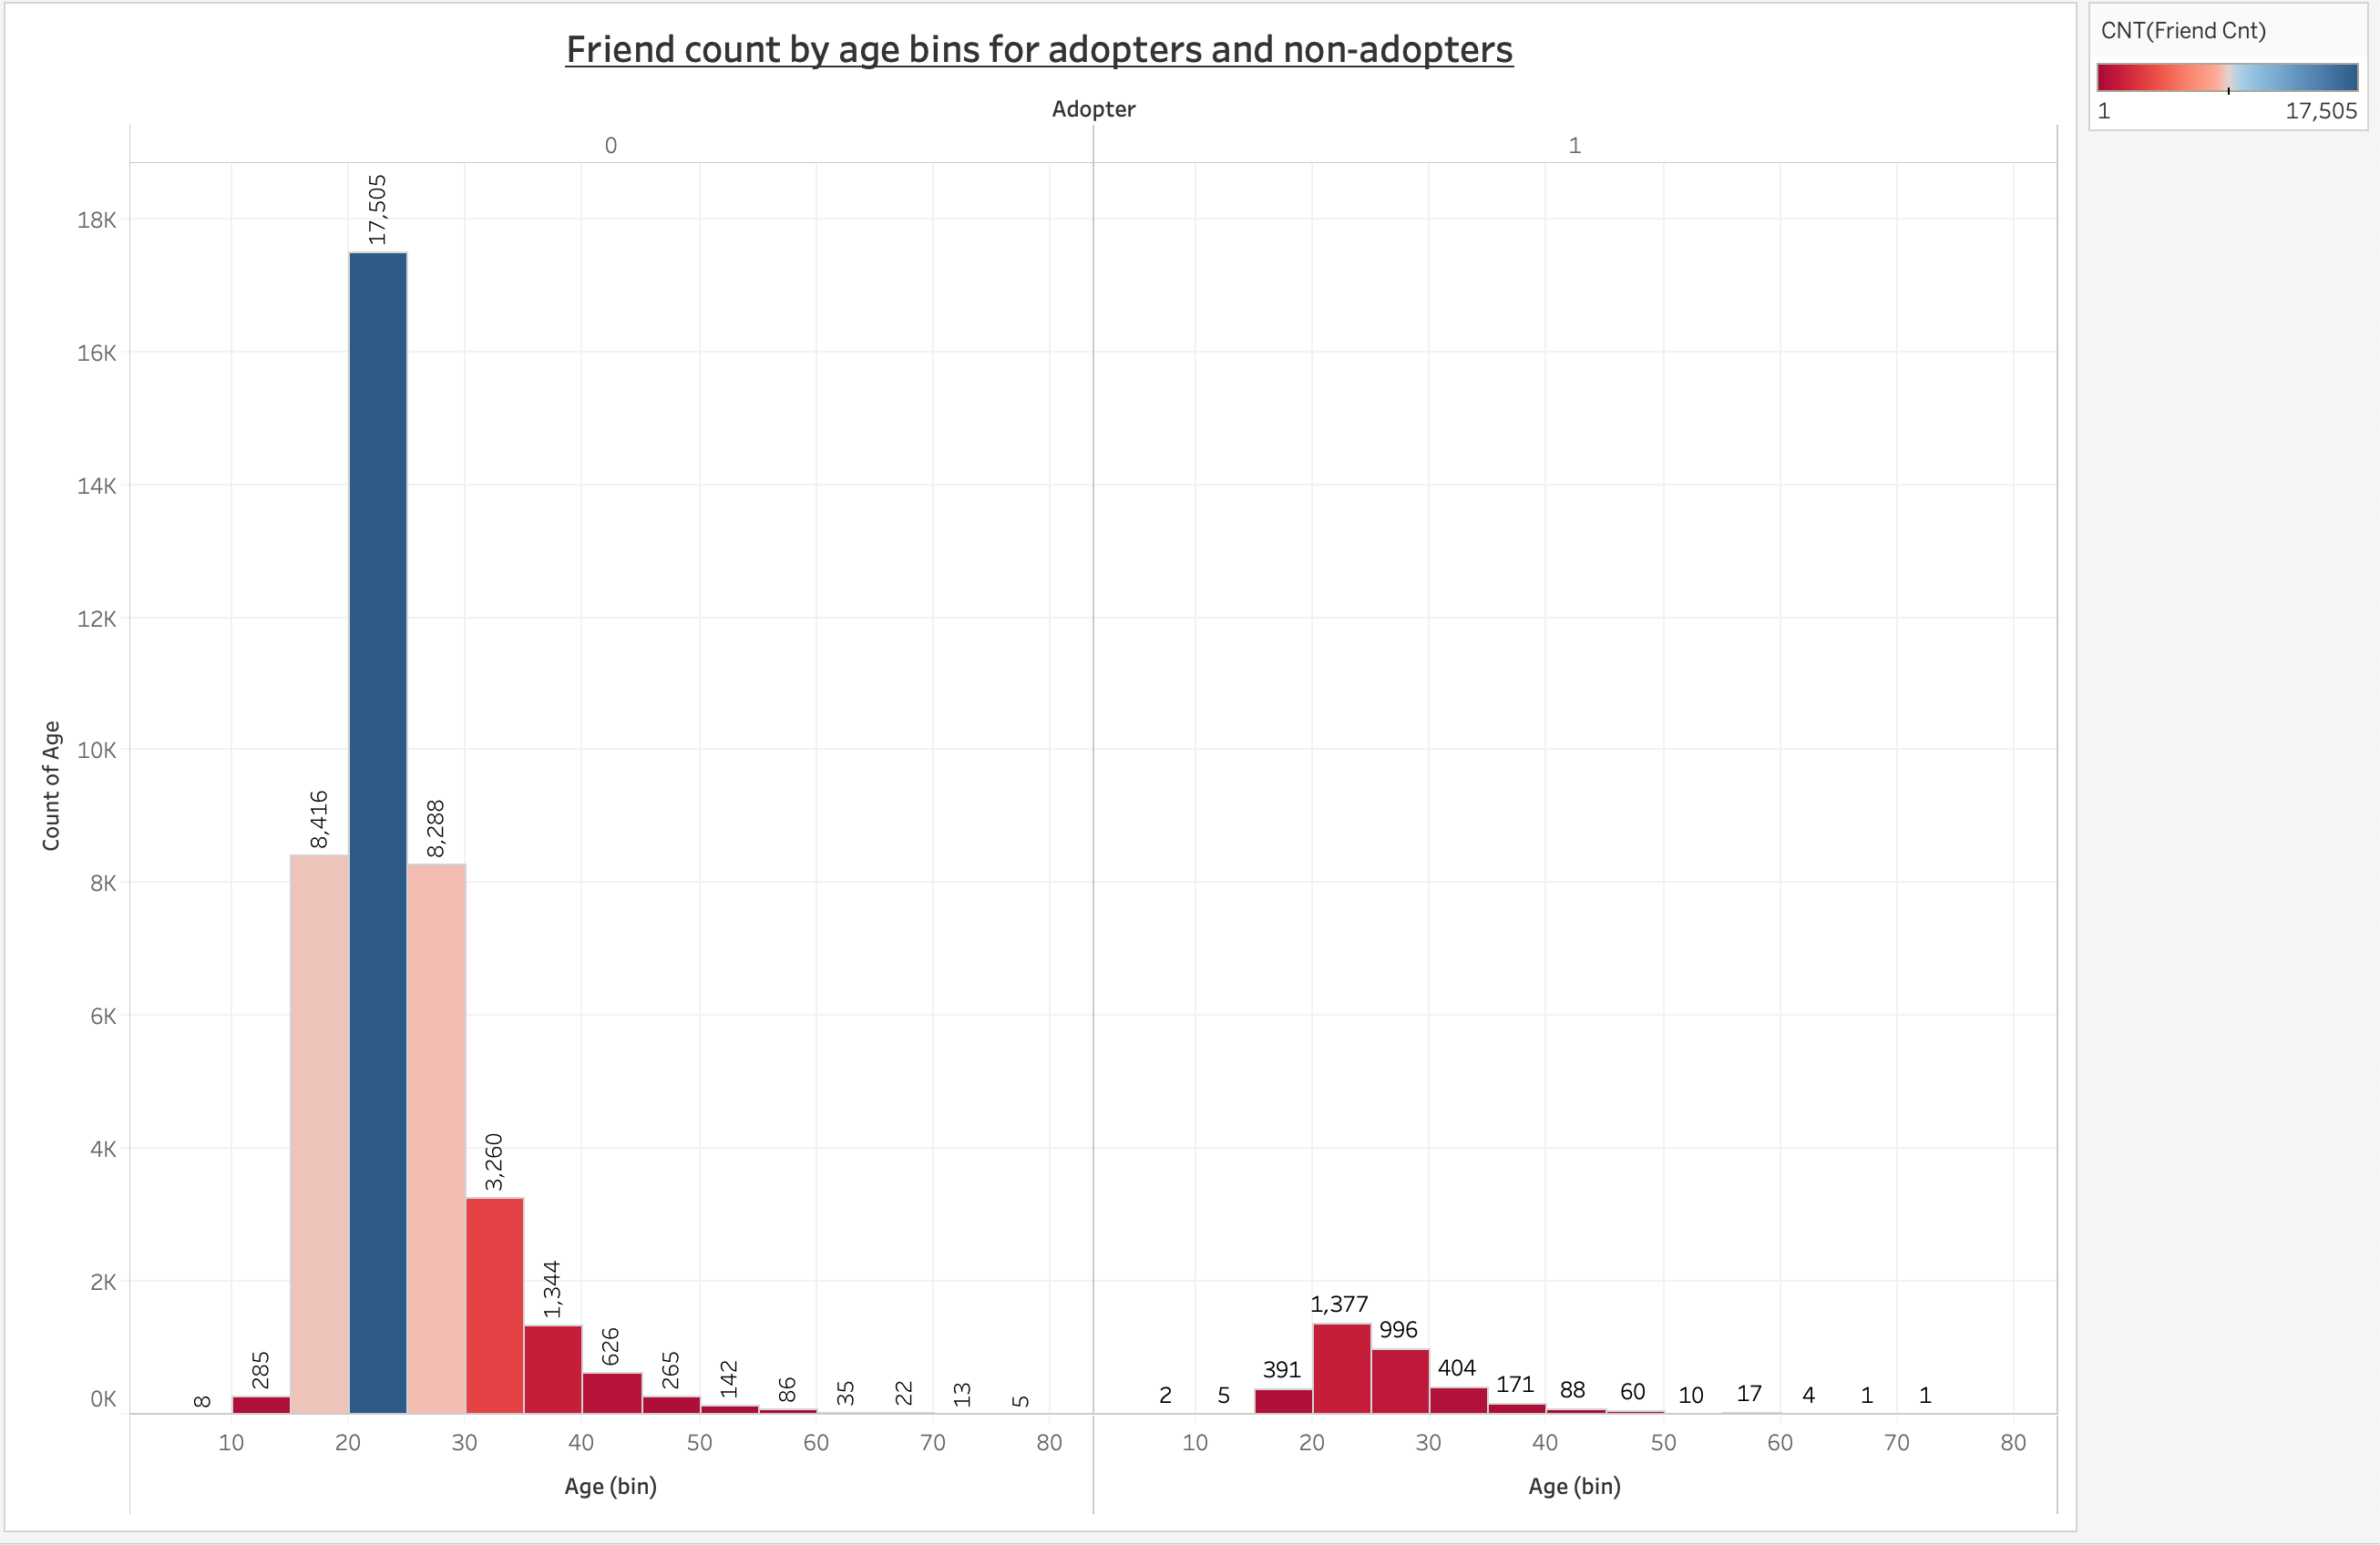 Friend count by age bins for adopters and non-adopters
CNT(Friend Cnt)
1 17,505
Adopter
0 1
Count of Age
18K
16K
14K
12K
10K
8K
6K
4K
2K
0K
8 285 8,416 17,505 8,288 3,260 1,344 626 265 142 86 35 22 13 5
2 5 391 1,377 996 404 171 88 60 10 17 4 1 1
10 20 30 40 50 60 70 80 10 20 30 40 50 60 70 80
Age (bin) Age (bin)